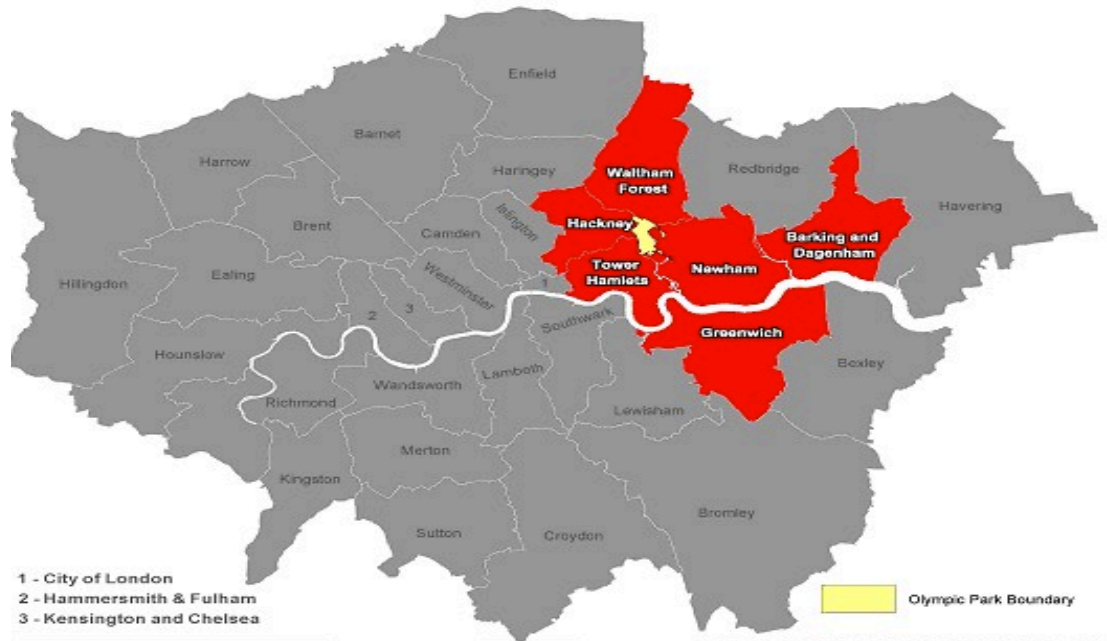 Enfield
Barnet
Harrow
Haringey
Waltham
Forest
Redbridge
Havering
Brent
Camden
Islington
Hackney
Barking and
Dagenham
Hillingdon
Ealing
Westminster
Tower
Hamlets
Newham
1
2
3
Southwark
Greenwich
Hounslow
Bexley
Richmond
Wandsworth
Lambeth
Lewisham
Merton
Kingston
Sutton
Croydon
Bromley
1 - City of London
2 - Hammersmith & Fulham
3 - Kensington and Chelsea
Olympic Park Boundary